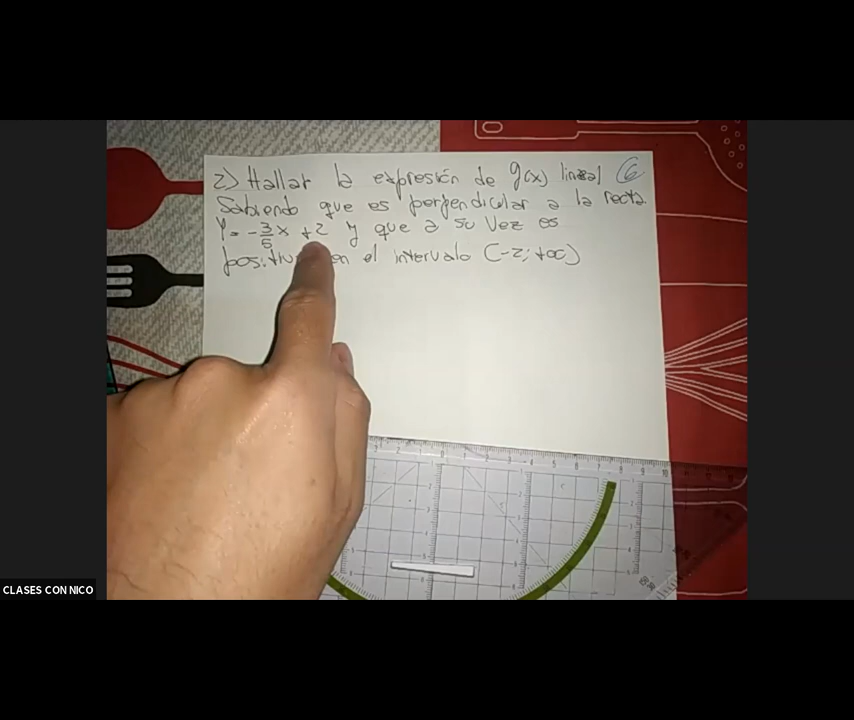 2) Hallar la expresión de g(x) lineal 6
Sabiendo que es perpendicular a la recta
Y = -3/5 x + 2 y que a su Vez es
positiva en el intervalo (-2; +∞)
CLASES CON NICO